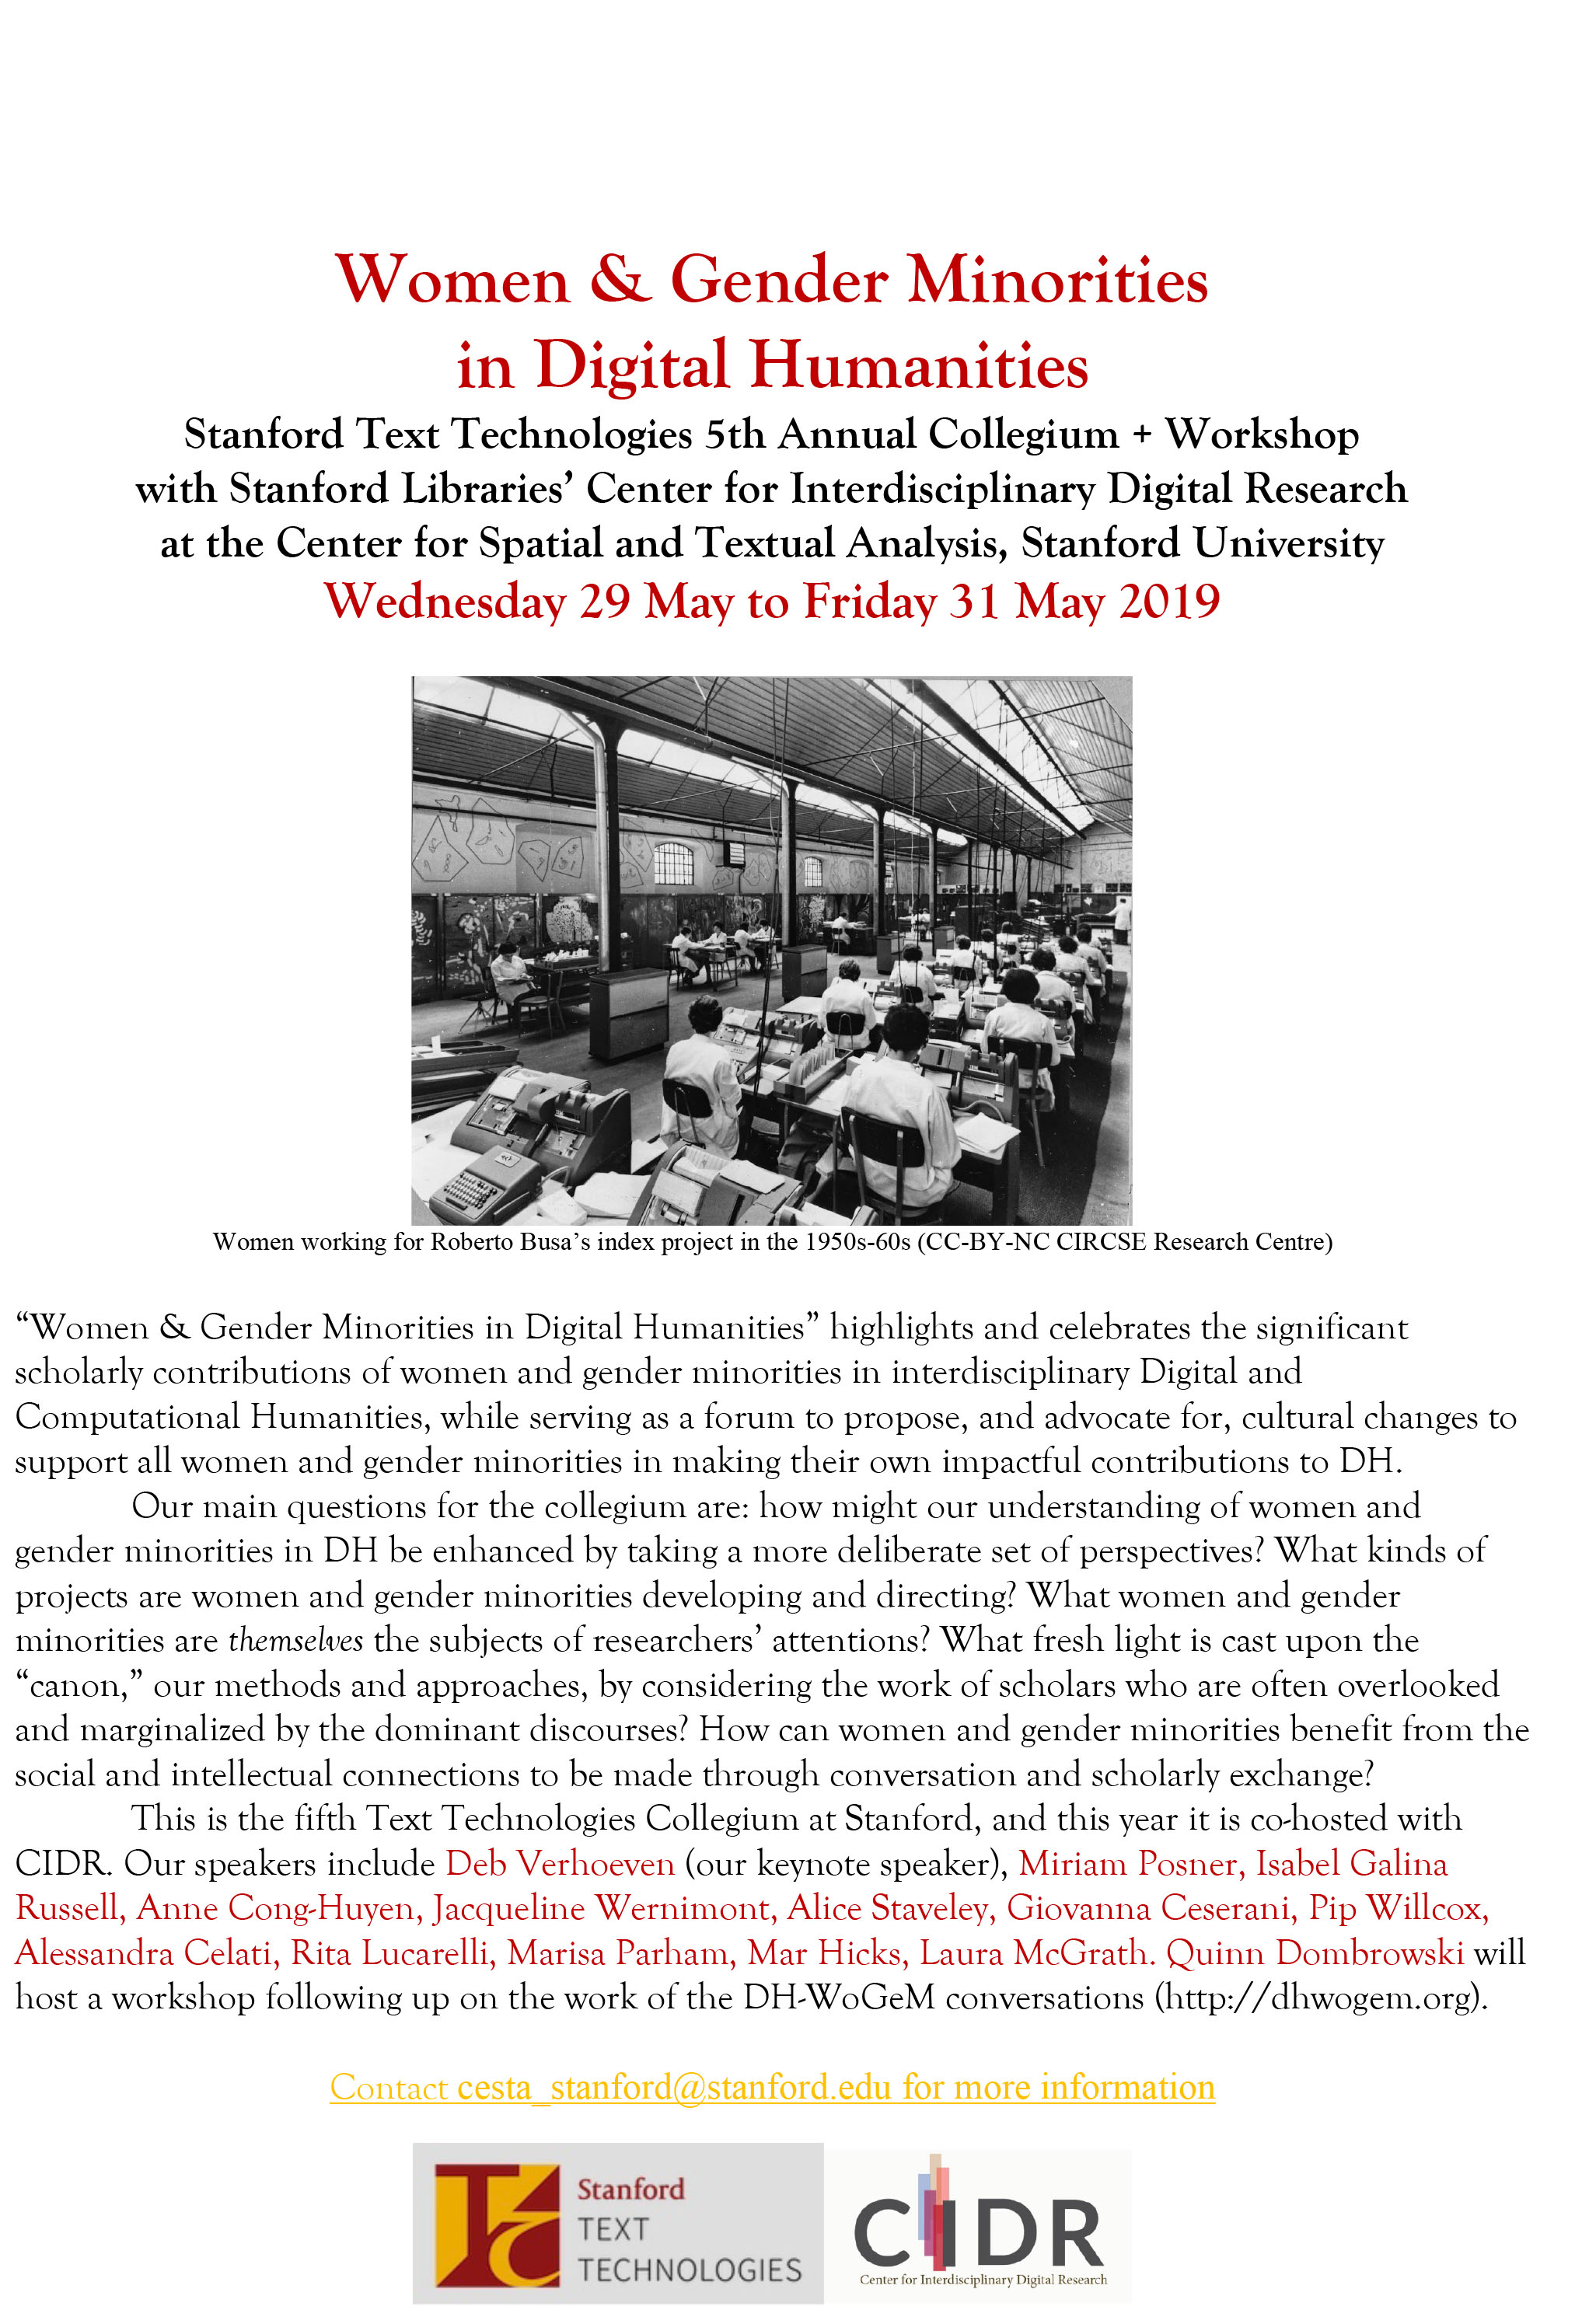 Women & Gender Minorities
in Digital Humanities
Stanford Text Technologies 5th Annual Collegium + Workshop
with Stanford Libraries’ Center for Interdisciplinary Digital Research
at the Center for Spatial and Textual Analysis, Stanford University
Wednesday 29 May to Friday 31 May 2019
Women working for Roberto Busa’s index project in the 1950s-60s (CC-BY-NC CIRCSE Research Centre)
“Women & Gender Minorities in Digital Humanities” highlights and celebrates the significant
scholarly contributions of women and gender minorities in interdisciplinary Digital and
Computational Humanities, while serving as a forum to propose, and advocate for, cultural changes to
support all women and gender minorities in making their own impactful contributions to DH.
Our main questions for the collegium are: how might our understanding of women and
gender minorities in DH be enhanced by taking a more deliberate set of perspectives? What kinds of
projects are women and gender minorities developing and directing? What women and gender
minorities are themselves the subjects of researchers’ attentions? What fresh light is cast upon the
“canon,” our methods and approaches, by considering the work of scholars who are often overlooked
and marginalized by the dominant discourses? How can women and gender minorities benefit from the
social and intellectual connections to be made through conversation and scholarly exchange?
This is the fifth Text Technologies Collegium at Stanford, and this year it is co-hosted with
CIDR. Our speakers include Deb Verhoeven (our keynote speaker), Miriam Posner, Isabel Galina
Russell, Anne Cong-Huyen, Jacqueline Wernimont, Alice Staveley, Giovanna Ceserani, Pip Willcox,
Alessandra Celati, Rita Lucarelli, Marisa Parham, Mar Hicks, Laura McGrath. Quinn Dombrowski will
host a workshop following up on the work of the DH-WoGeM conversations (http://dhwogem.org).
Contact cesta_stanford@stanford.edu for more information
Stanford
TEXT
TECHNOLOGIES
CIDR
Center for Interdisciplinary Digital Research